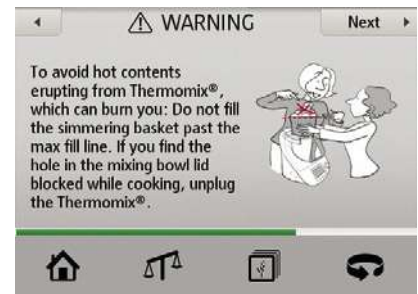 WARNING
Next
To avoid hot contents
erupting from Thermomix®,
which can burn you: Do not fill
the simmering basket past the
max fill line. If you find the
hole in the mixing bowl lid
blocked while cooking, unplug
the Thermomix®.